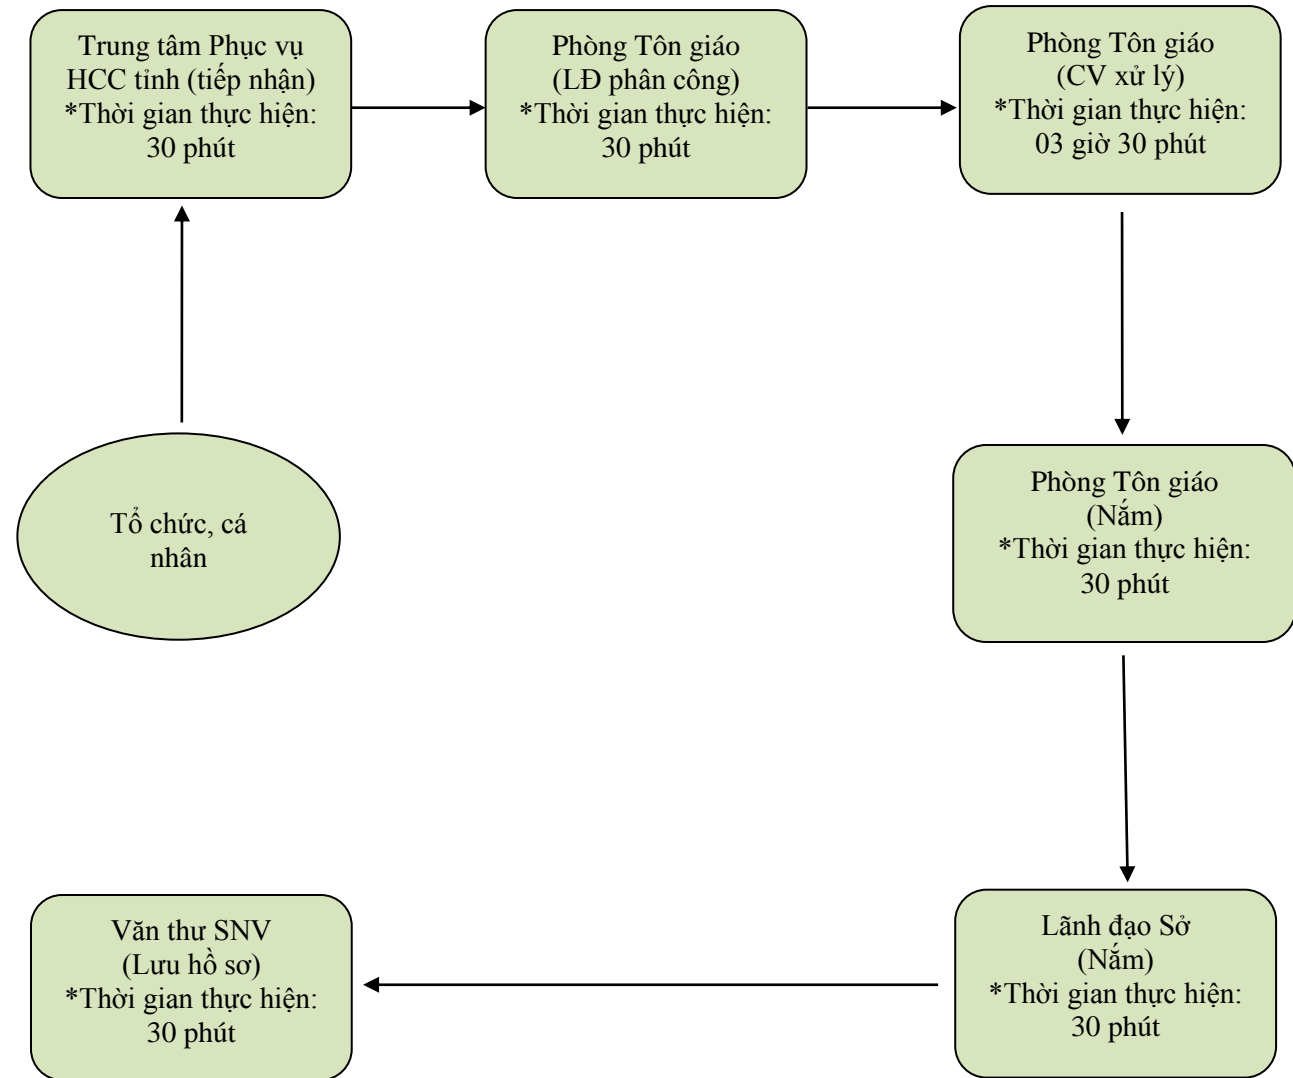 Trung tâm Phục vụ
HCC tỉnh (tiếp nhận)
*Thời gian thực hiện:
30 phút
Phòng Tôn giáo
(LĐ phân công)
*Thời gian thực hiện:
30 phút
Phòng Tôn giáo
(CV xử lý)
*Thời gian thực hiện:
03 giờ 30 phút
Tổ chức, cá
nhân
Phòng Tôn giáo
(Nắm)
*Thời gian thực hiện:
30 phút
Văn thư SNV
(Lưu hồ sơ)
*Thời gian thực hiện:
30 phút
Lãnh đạo Sở
(Nắm)
*Thời gian thực hiện:
30 phút